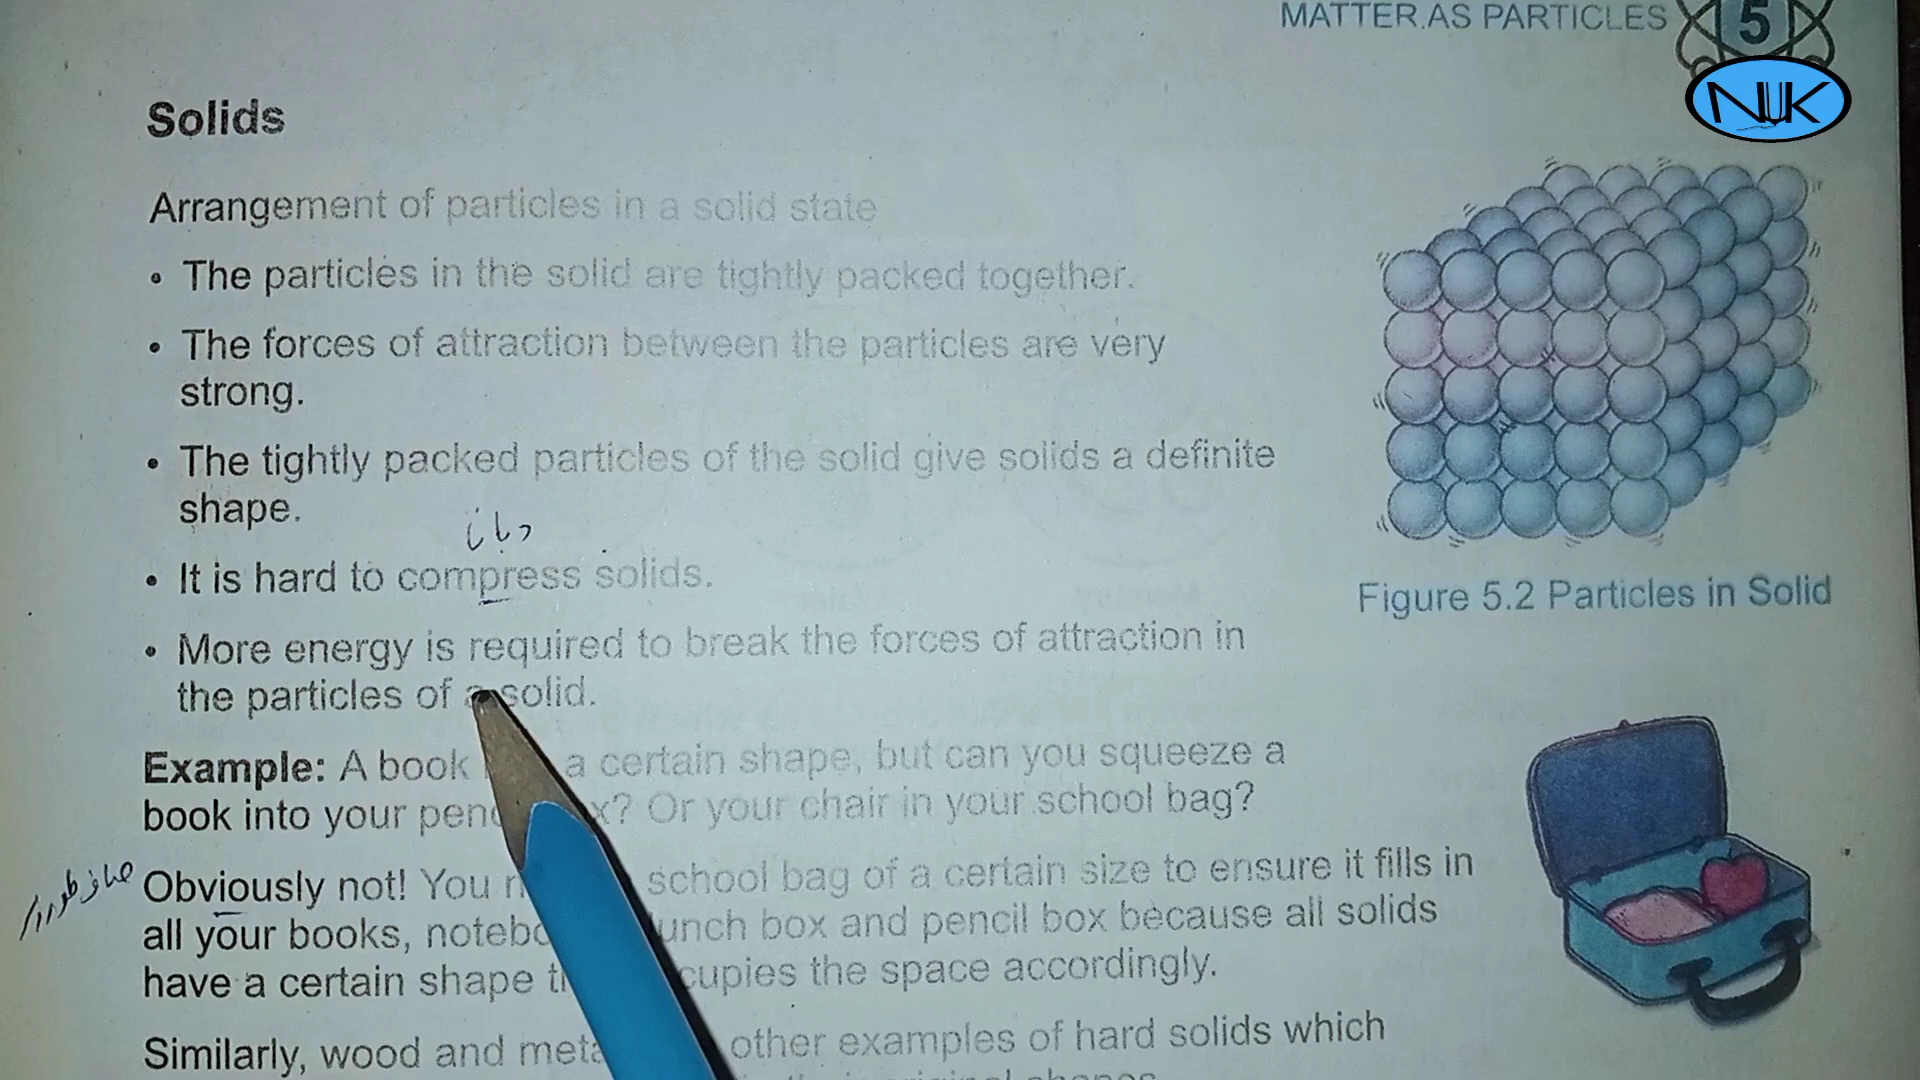 MATTER AS PARTICLES 5
NUK
Solids
Arrangement of particles in a solid state
• The particles in the solid are tightly packed together.
• The forces of attraction between the particles are very
strong.
• The tightly packed particles of the solid give solids a definite
shape.
دبانا
• It is hard to compress solids.
• More energy is required to break the forces of attraction in
the particles of a solid.
Figure 5.2 Particles in Solid
Example: A book a certain shape, but can you squeeze a
book into your Or your chair in your school bag?
صاف طور پر
Obviously not! You school bag of a certain size to ensure it fills in
all your books, lunch box and pencil box because all solids
have a certain shape the space accordingly.
Similarly, wood and other examples of hard solids which